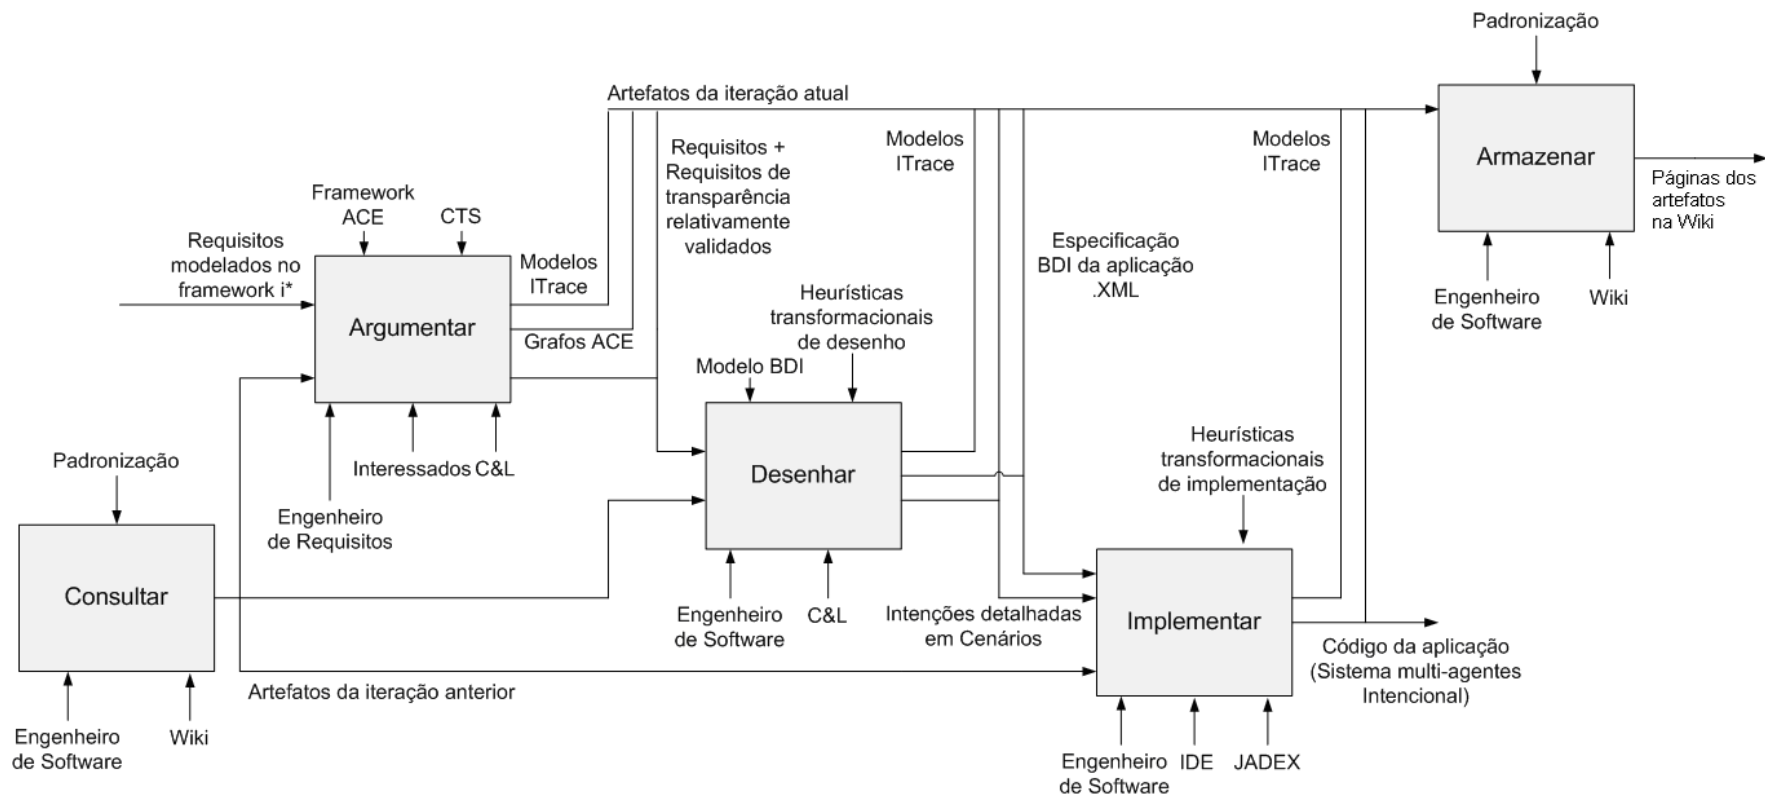 Padronização
Artefatos da iteração atual
Armazenar
Páginas dos
artefatos
na Wiki
Engenheiro
de Software
Wiki
Requisitos +
Requisitos de
transparência
relativamente
validados
Modelos
ITrace
Modelos
ITrace
Framework
ACE
CTS
Requisitos
modelados no
framework i*
Modelos
ITrace
Argumentar
Grafos ACE
Interessados
C&L
Engenheiro
de Requisitos
Especificação
BDI da aplicação
.XML
Heurísticas
transformacionais
de desenho
Modelo BDI
Desenhar
Engenheiro
de Software
C&L
Intenções detalhadas
em Cenários
Padronização
Consultar
Engenheiro
de Software
Wiki
Artefatos da iteração anterior
Heurísticas
transformacionais
de implementação
Implementar
Código da aplicação
(Sistema multi-agentes
Intencional)
Engenheiro
de Software
IDE
JADEX